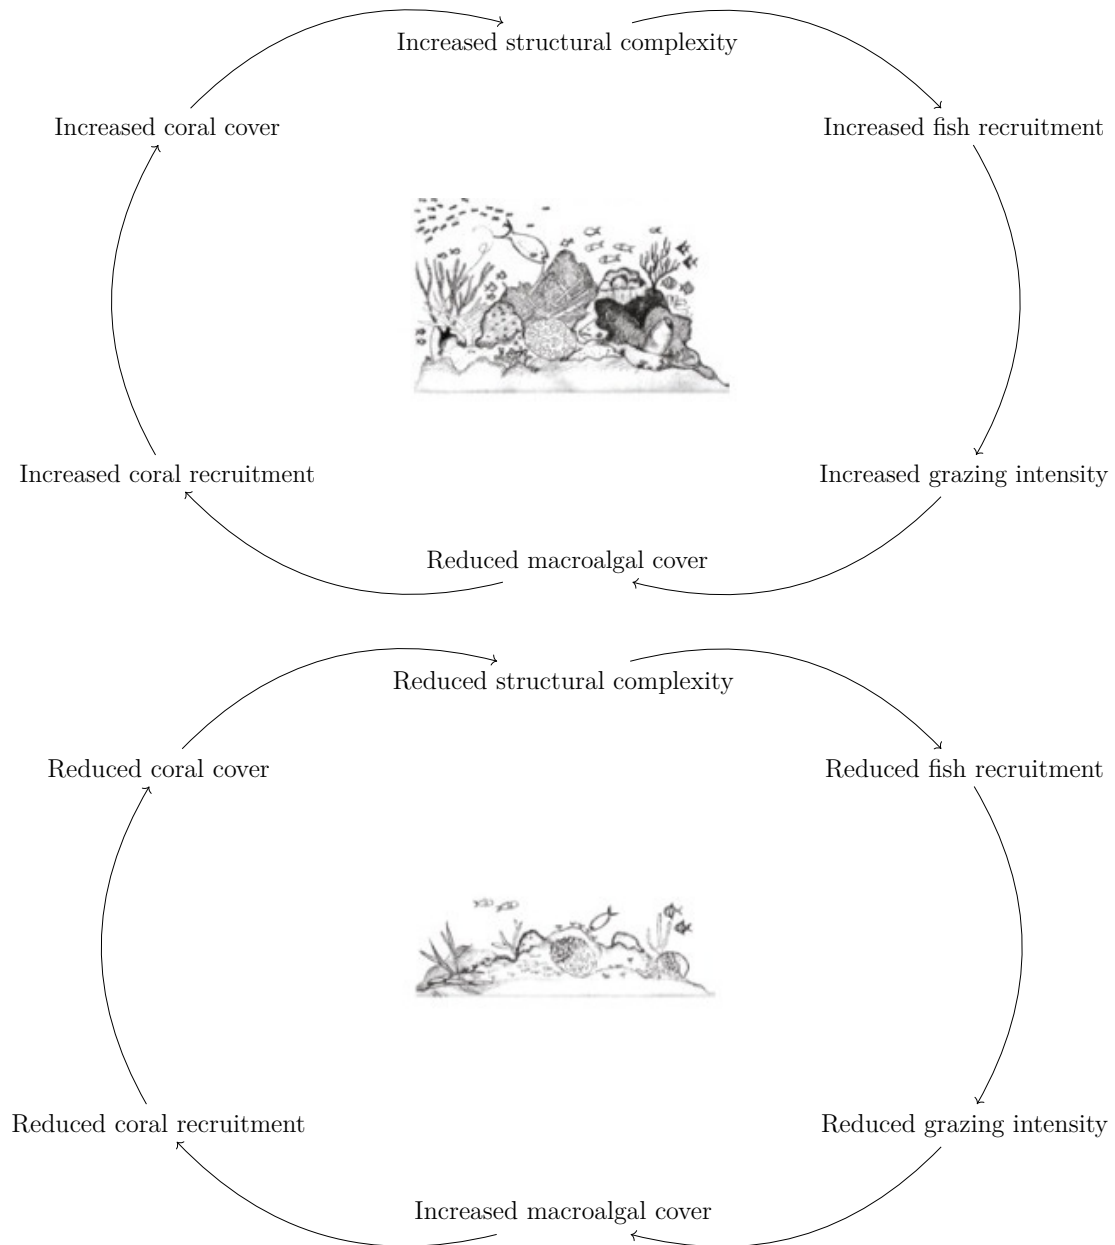 Increased structural complexity
Increased coral cover
Increased fish recruitment
Increased coral recruitment
Increased grazing intensity
Reduced macroalgal cover
Reduced structural complexity
Reduced coral cover
Reduced fish recruitment
Reduced coral recruitment
Reduced grazing intensity
Increased macroalgal cover